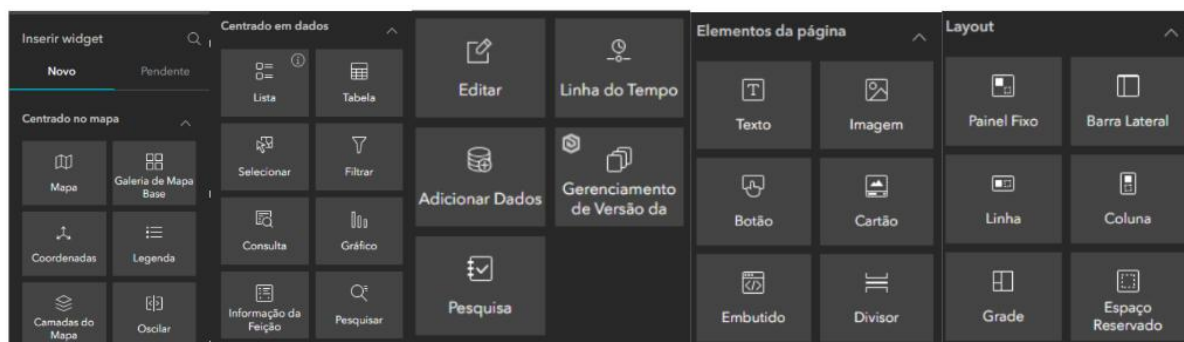 Inserir widget
Novo
Pendente
Centrado no mapa
Mapa
Galeria de Mapa
Base
Coordenadas
Legenda
Camadas do
Mapa
Oscilar
Centrado em dados
Lista
Tabela
Selecionar
Filtrar
Consulta
Gráfico
Informação da
Feição
Pesquisar
Editar
Linha do Tempo
Adicionar Dados
Gerenciamento
de Versão da
Pesquisa
Elementos da página
Texto
Imagem
Botão
Cartão
Embutido
Divisor
Layout
Painel Fixo
Barra Lateral
Linha
Coluna
Grade
Espaço
Reservado